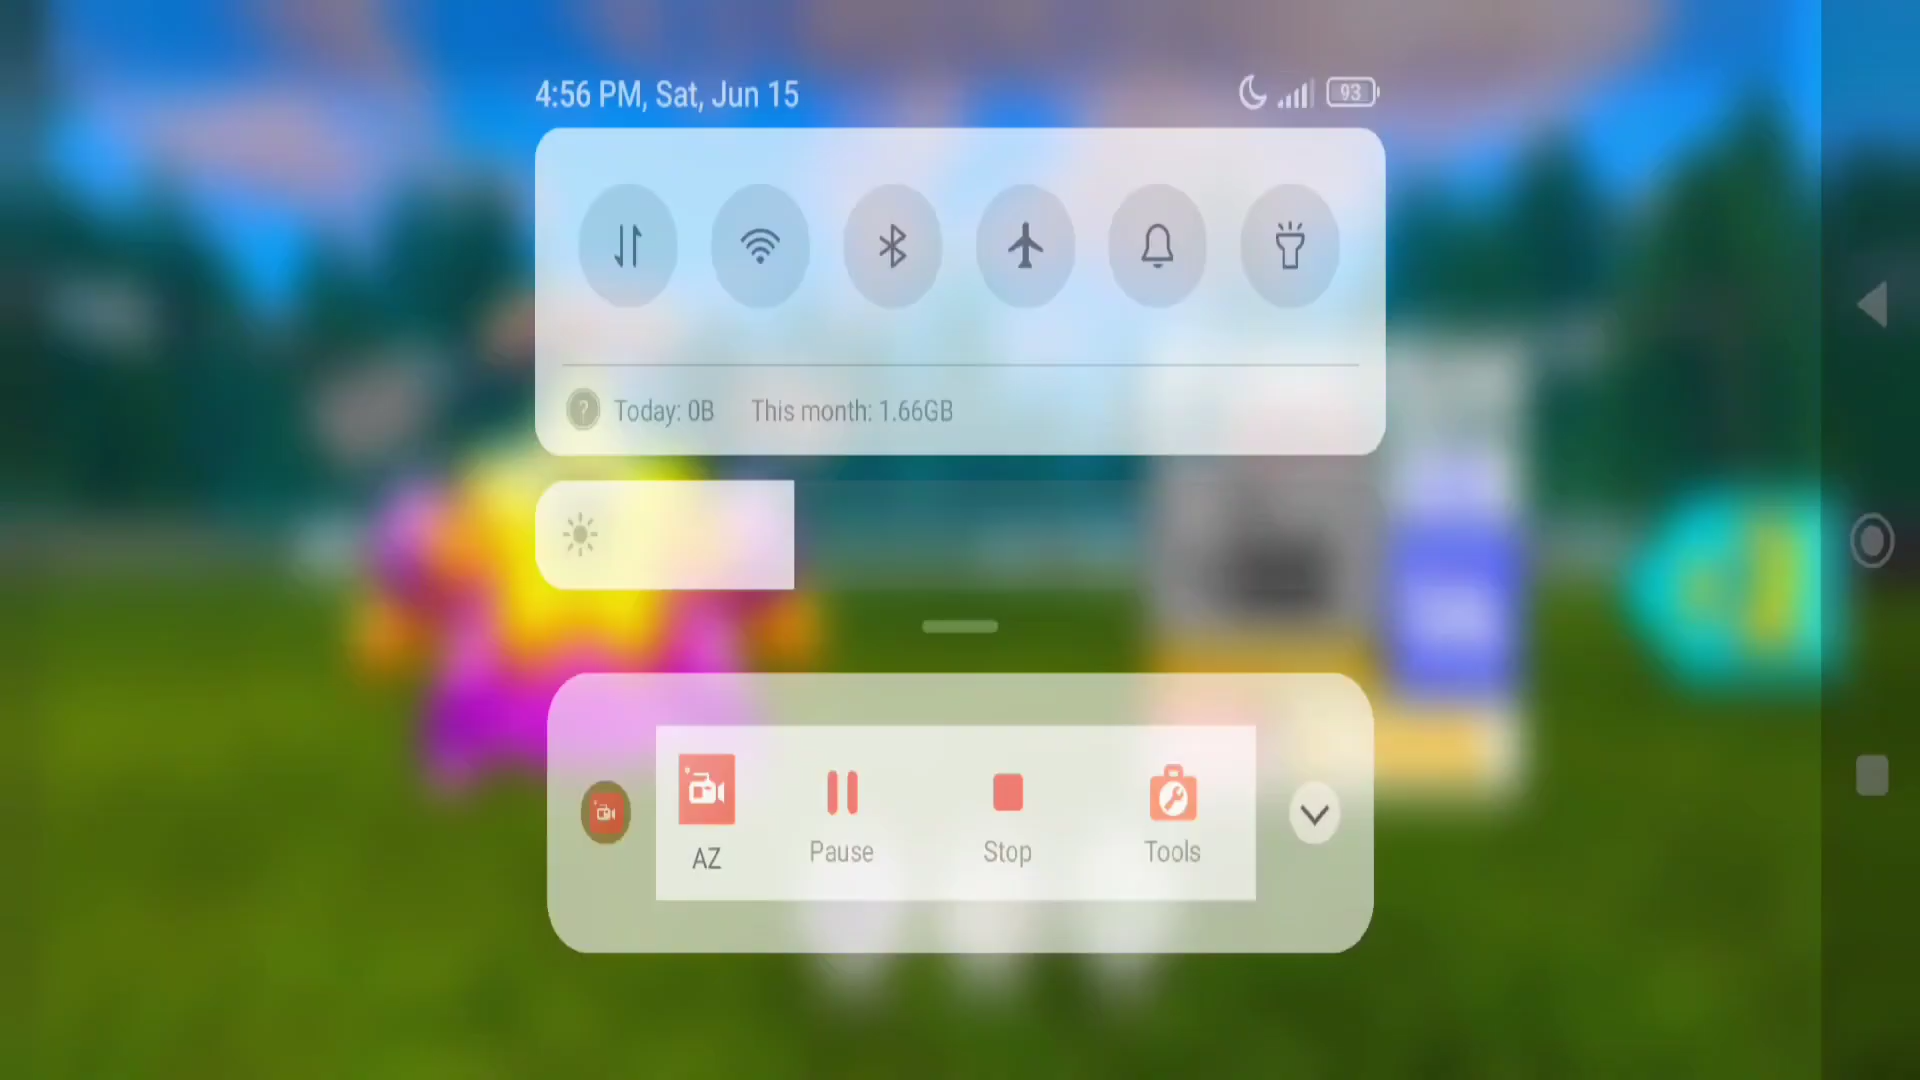 4:56 PM, Sat, Jun 15
93
? Today: 0B This month: 1.66GB
AZ
Pause
Stop
Tools